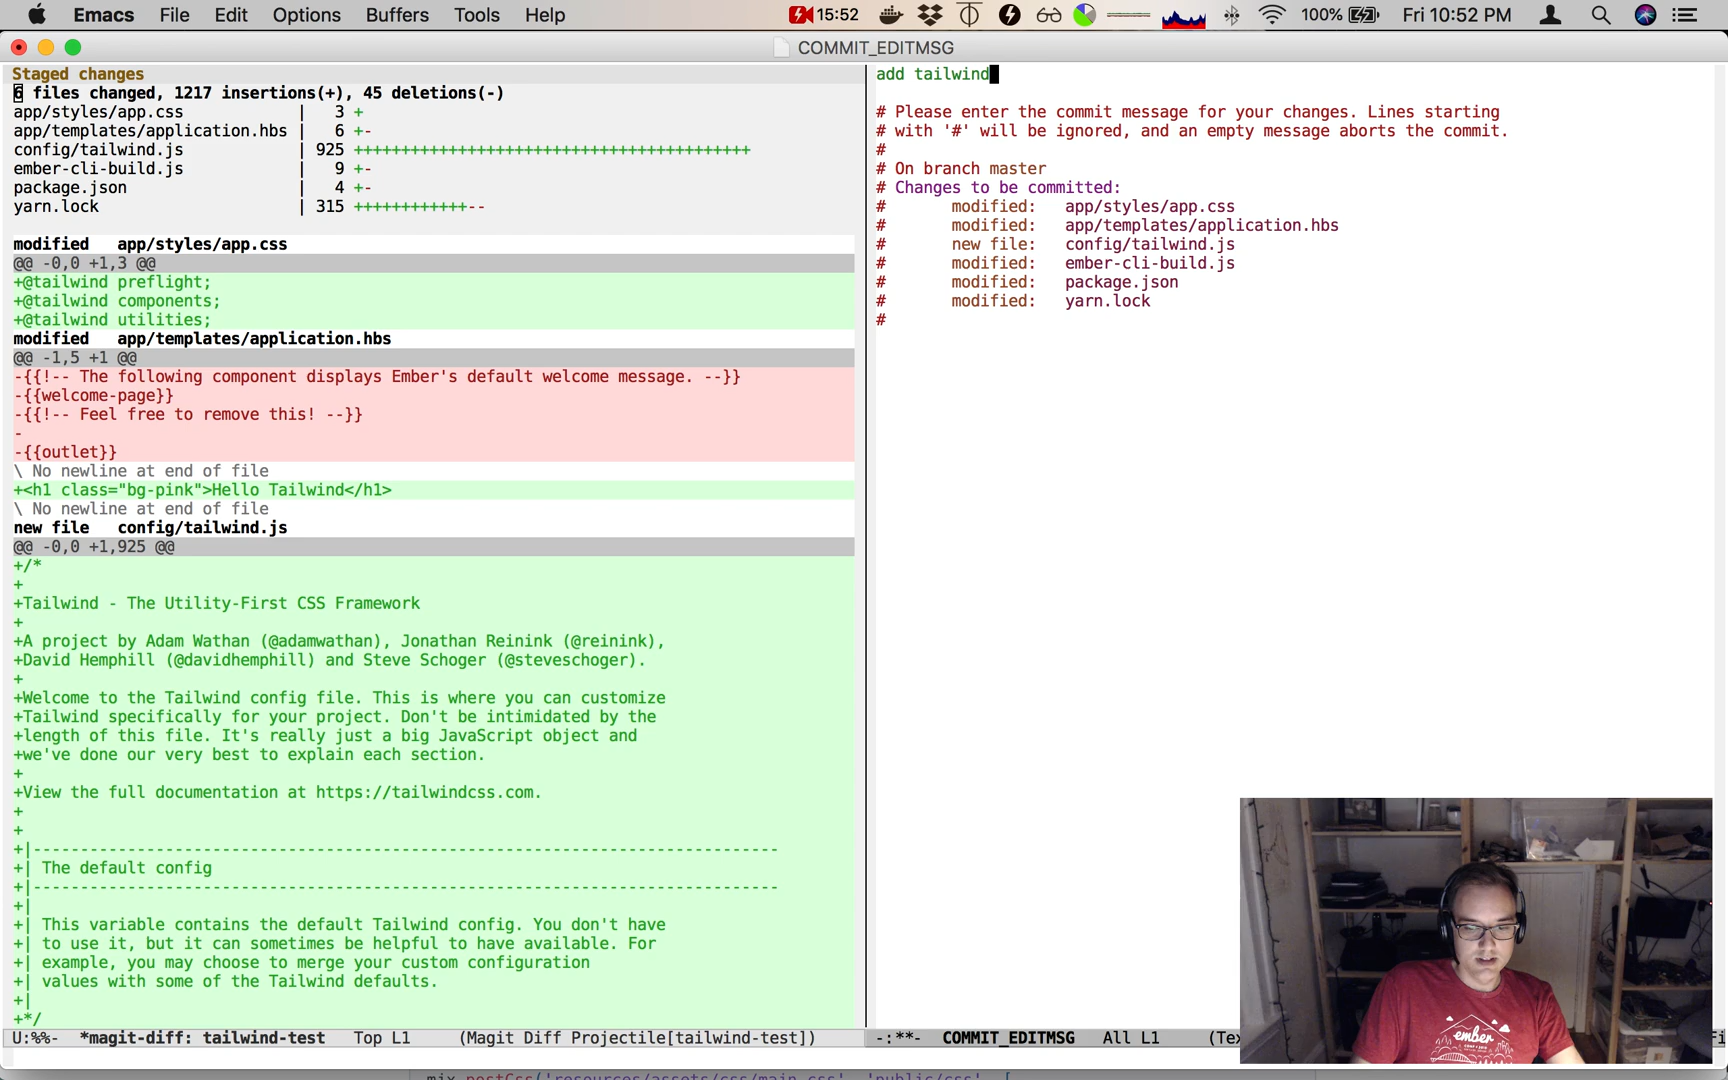 Emacs File Edit Options Buffers Tools Help 15:52 100% Fri 10:52 PM
COMMIT_EDITMSG
Staged changes
6 files changed, 1217 insertions(+), 45 deletions(-)
app/styles/app.css | 3 +
app/templates/application.hbs | 6 +-
config/tailwind.js | 925 ++++++++++++++++++++++++++++++++++++++++++
ember-cli-build.js | 9 +-
package.json | 4 +-
yarn.lock | 315 ++++++++++++--
modified app/styles/app.css
@@ -0,0 +1,3 @@
+@tailwind preflight;
+@tailwind components;
+@tailwind utilities;
modified app/templates/application.hbs
@@ -1,5 +1 @@
-{{!-- The following component displays Ember's default welcome message. --}}
-{{welcome-page}}
-{{!-- Feel free to remove this! --}}
-
-{{outlet}}
\ No newline at end of file
+<h1 class="bg-pink">Hello Tailwind</h1>
\ No newline at end of file
new file config/tailwind.js
@@ -0,0 +1,925 @@
+/*
+
+Tailwind - The Utility-First CSS Framework
+
+A project by Adam Wathan (@adamwathan), Jonathan Reinink (@reinink),
+David Hemphill (@davidhemphill) and Steve Schoger (@steveschoger).
+
+Welcome to the Tailwind config file. This is where you can customize
+Tailwind specifically for your project. Don't be intimidated by the
+length of this file. It's really just a big JavaScript object and
+we've done our very best to explain each section.
+
+View the full documentation at https://tailwindcss.com.
+
+
+|-------------------------------------------------------------------------------
+| The default config
+|-------------------------------------------------------------------------------
+|
+| This variable contains the default Tailwind config. You don't have
+| to use it, but it can sometimes be helpful to have available. For
+| example, you may choose to merge your custom configuration
+| values with some of the Tailwind defaults.
+|
+*/
U:%%- *magit-diff: tailwind-test Top L1 (Magit Diff Projectile[tailwind-test])
add tailwind
# Please enter the commit message for your changes. Lines starting
# with '#' will be ignored, and an empty message aborts the commit.
#
# On branch master
# Changes to be committed:
# modified: app/styles/app.css
# modified: app/templates/application.hbs
# new file: config/tailwind.js
# modified: ember-cli-build.js
# modified: package.json
# modified: yarn.lock
#
-:**- COMMIT_EDITMSG All L1
ember